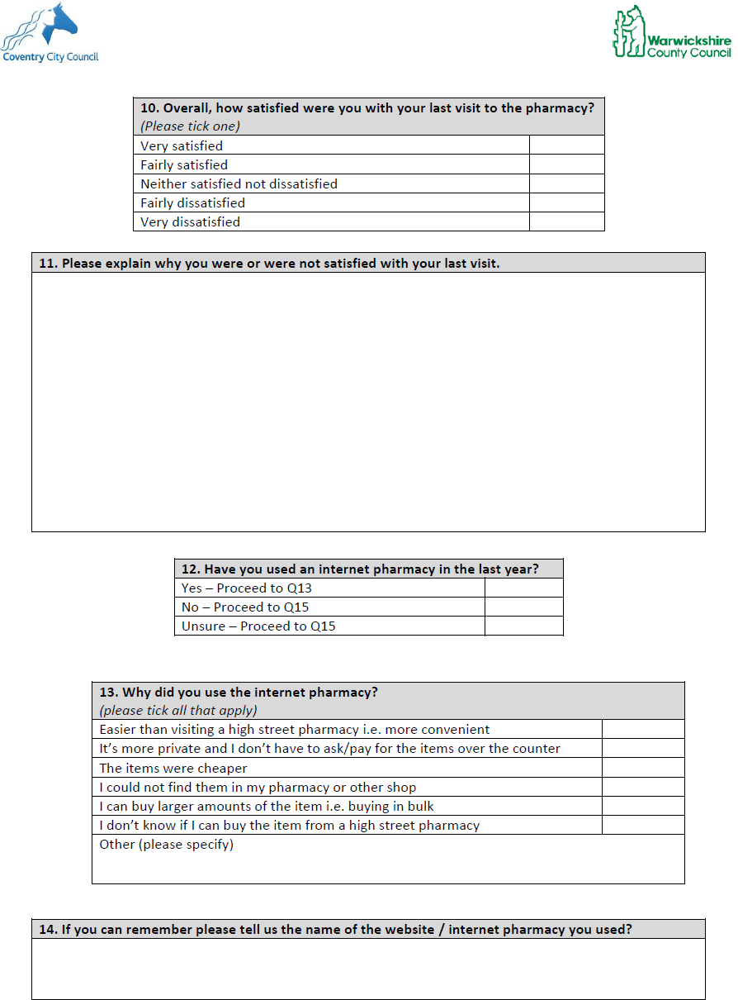 Coventry City Council
Warwickshire
County Council
10. Overall, how satisfied were you with your last visit to the pharmacy?
(Please tick one)
Very satisfied
Fairly satisfied
Neither satisfied not dissatisfied
Fairly dissatisfied
Very dissatisfied
11. Please explain why you were or were not satisfied with your last visit.
12. Have you used an internet pharmacy in the last year?
Yes – Proceed to Q13
No – Proceed to Q15
Unsure – Proceed to Q15
13. Why did you use the internet pharmacy?
(please tick all that apply)
Easier than visiting a high street pharmacy i.e. more convenient
It’s more private and I don’t have to ask/pay for the items over the counter
The items were cheaper
I could not find them in my pharmacy or other shop
I can buy larger amounts of the item i.e. buying in bulk
I don’t know if I can buy the item from a high street pharmacy
Other (please specify)
14. If you can remember please tell us the name of the website / internet pharmacy you used?